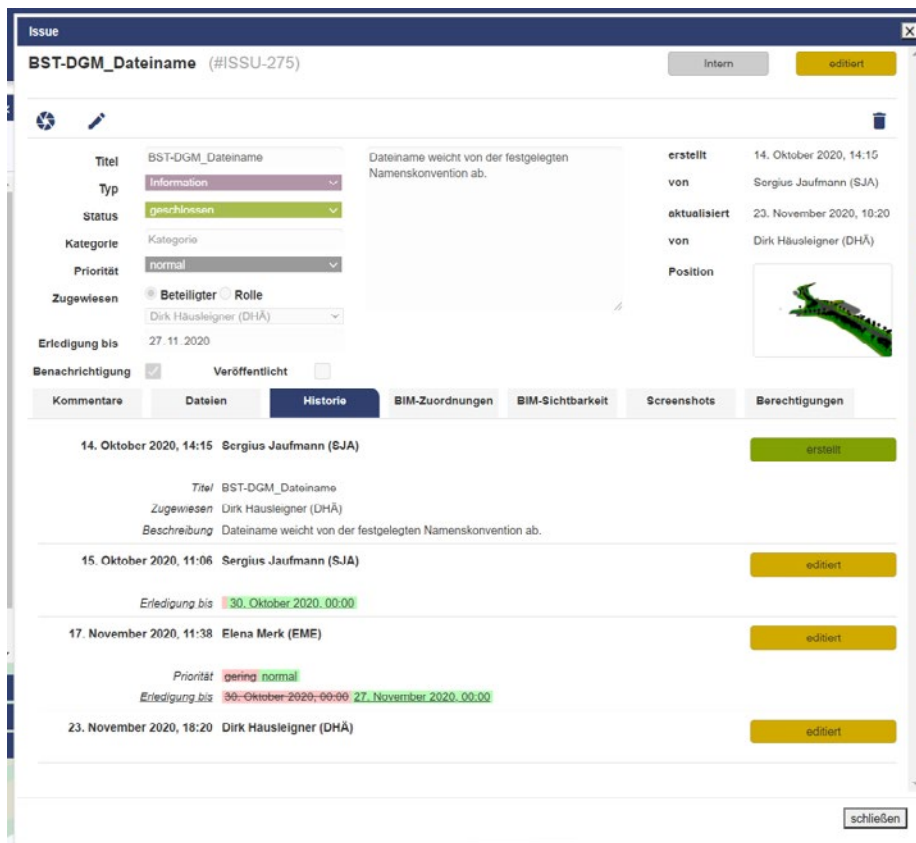 Issue
X
BST-DGM_Dateiname (#ISSU-275)
Intern
editiert
Titel BST-DGM_Dateiname
Typ Information
Status geschlossen
Kategorie Kategorie
Priorität normal
Zugewiesen Beteiligter Rolle
Dirk Häusleigner (DHÄ)
Erledigung bis 27.11.2020
Benachrichtigung Veröffentlicht
Dateiname weicht von der festgelegten
Namenskonvention ab.
erstellt 14. Oktober 2020, 14:15
von Sergius Jaufmann (SJA)
aktualisiert 23. November 2020, 18:20
von Dirk Häusleigner (DHÄ)
Position
Kommentare Dateien Historie BIM-Zuordnungen BIM-Sichtbarkeit Screenshots Berechtigungen
14. Oktober 2020, 14:15 Sergius Jaufmann (SJA) erstellt
Titel BST-DGM_Dateiname
Zugewiesen Dirk Häusleigner (DHÄ)
Beschreibung Dateiname weicht von der festgelegten Namenskonvention ab.
15. Oktober 2020, 11:06 Sergius Jaufmann (SJA) editiert
Erledigung bis 30. Oktober 2020, 00:00
17. November 2020, 11:38 Elena Merk (EME) editiert
Priorität gering normal
Erledigung bis 30. Oktober 2020, 00:00 27. November 2020, 00:00
23. November 2020, 18:20 Dirk Häusleigner (DHÄ) editiert
schließen